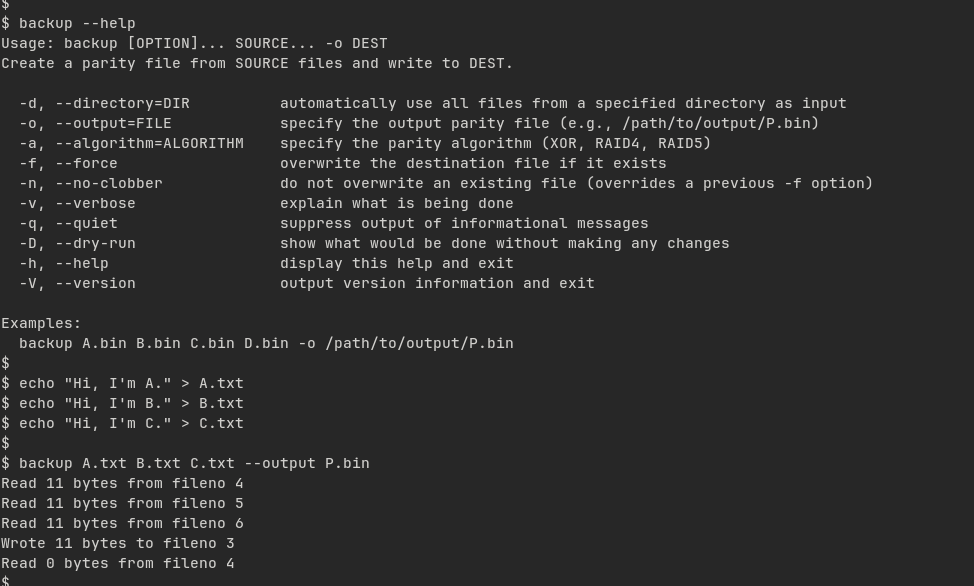 $
$ backup --help
Usage: backup [OPTION]... SOURCE... -o DEST
Create a parity file from SOURCE files and write to DEST.
-d, --directory=DIR automatically use all files from a specified directory as input
-o, --output=FILE specify the output parity file (e.g., /path/to/output/P.bin)
-a, --algorithm=ALGORITHM specify the parity algorithm (XOR, RAID4, RAID5)
-f, --force overwrite the destination file if it exists
-n, --no-clobber do not overwrite an existing file (overrides a previous -f option)
-v, --verbose explain what is being done
-q, --quiet suppress output of informational messages
-D, --dry-run show what would be done without making any changes
-h, --help display this help and exit
-V, --version output version information and exit
Examples:
backup A.bin B.bin C.bin D.bin -o /path/to/output/P.bin
$
$ echo "Hi, I'm A." > A.txt
$ echo "Hi, I'm B." > B.txt
$ echo "Hi, I'm C." > C.txt
$
$ backup A.txt B.txt C.txt --output P.bin
Read 11 bytes from fileno 4
Read 11 bytes from fileno 5
Read 11 bytes from fileno 6
Wrote 11 bytes to fileno 3
Read 0 bytes from fileno 4
$